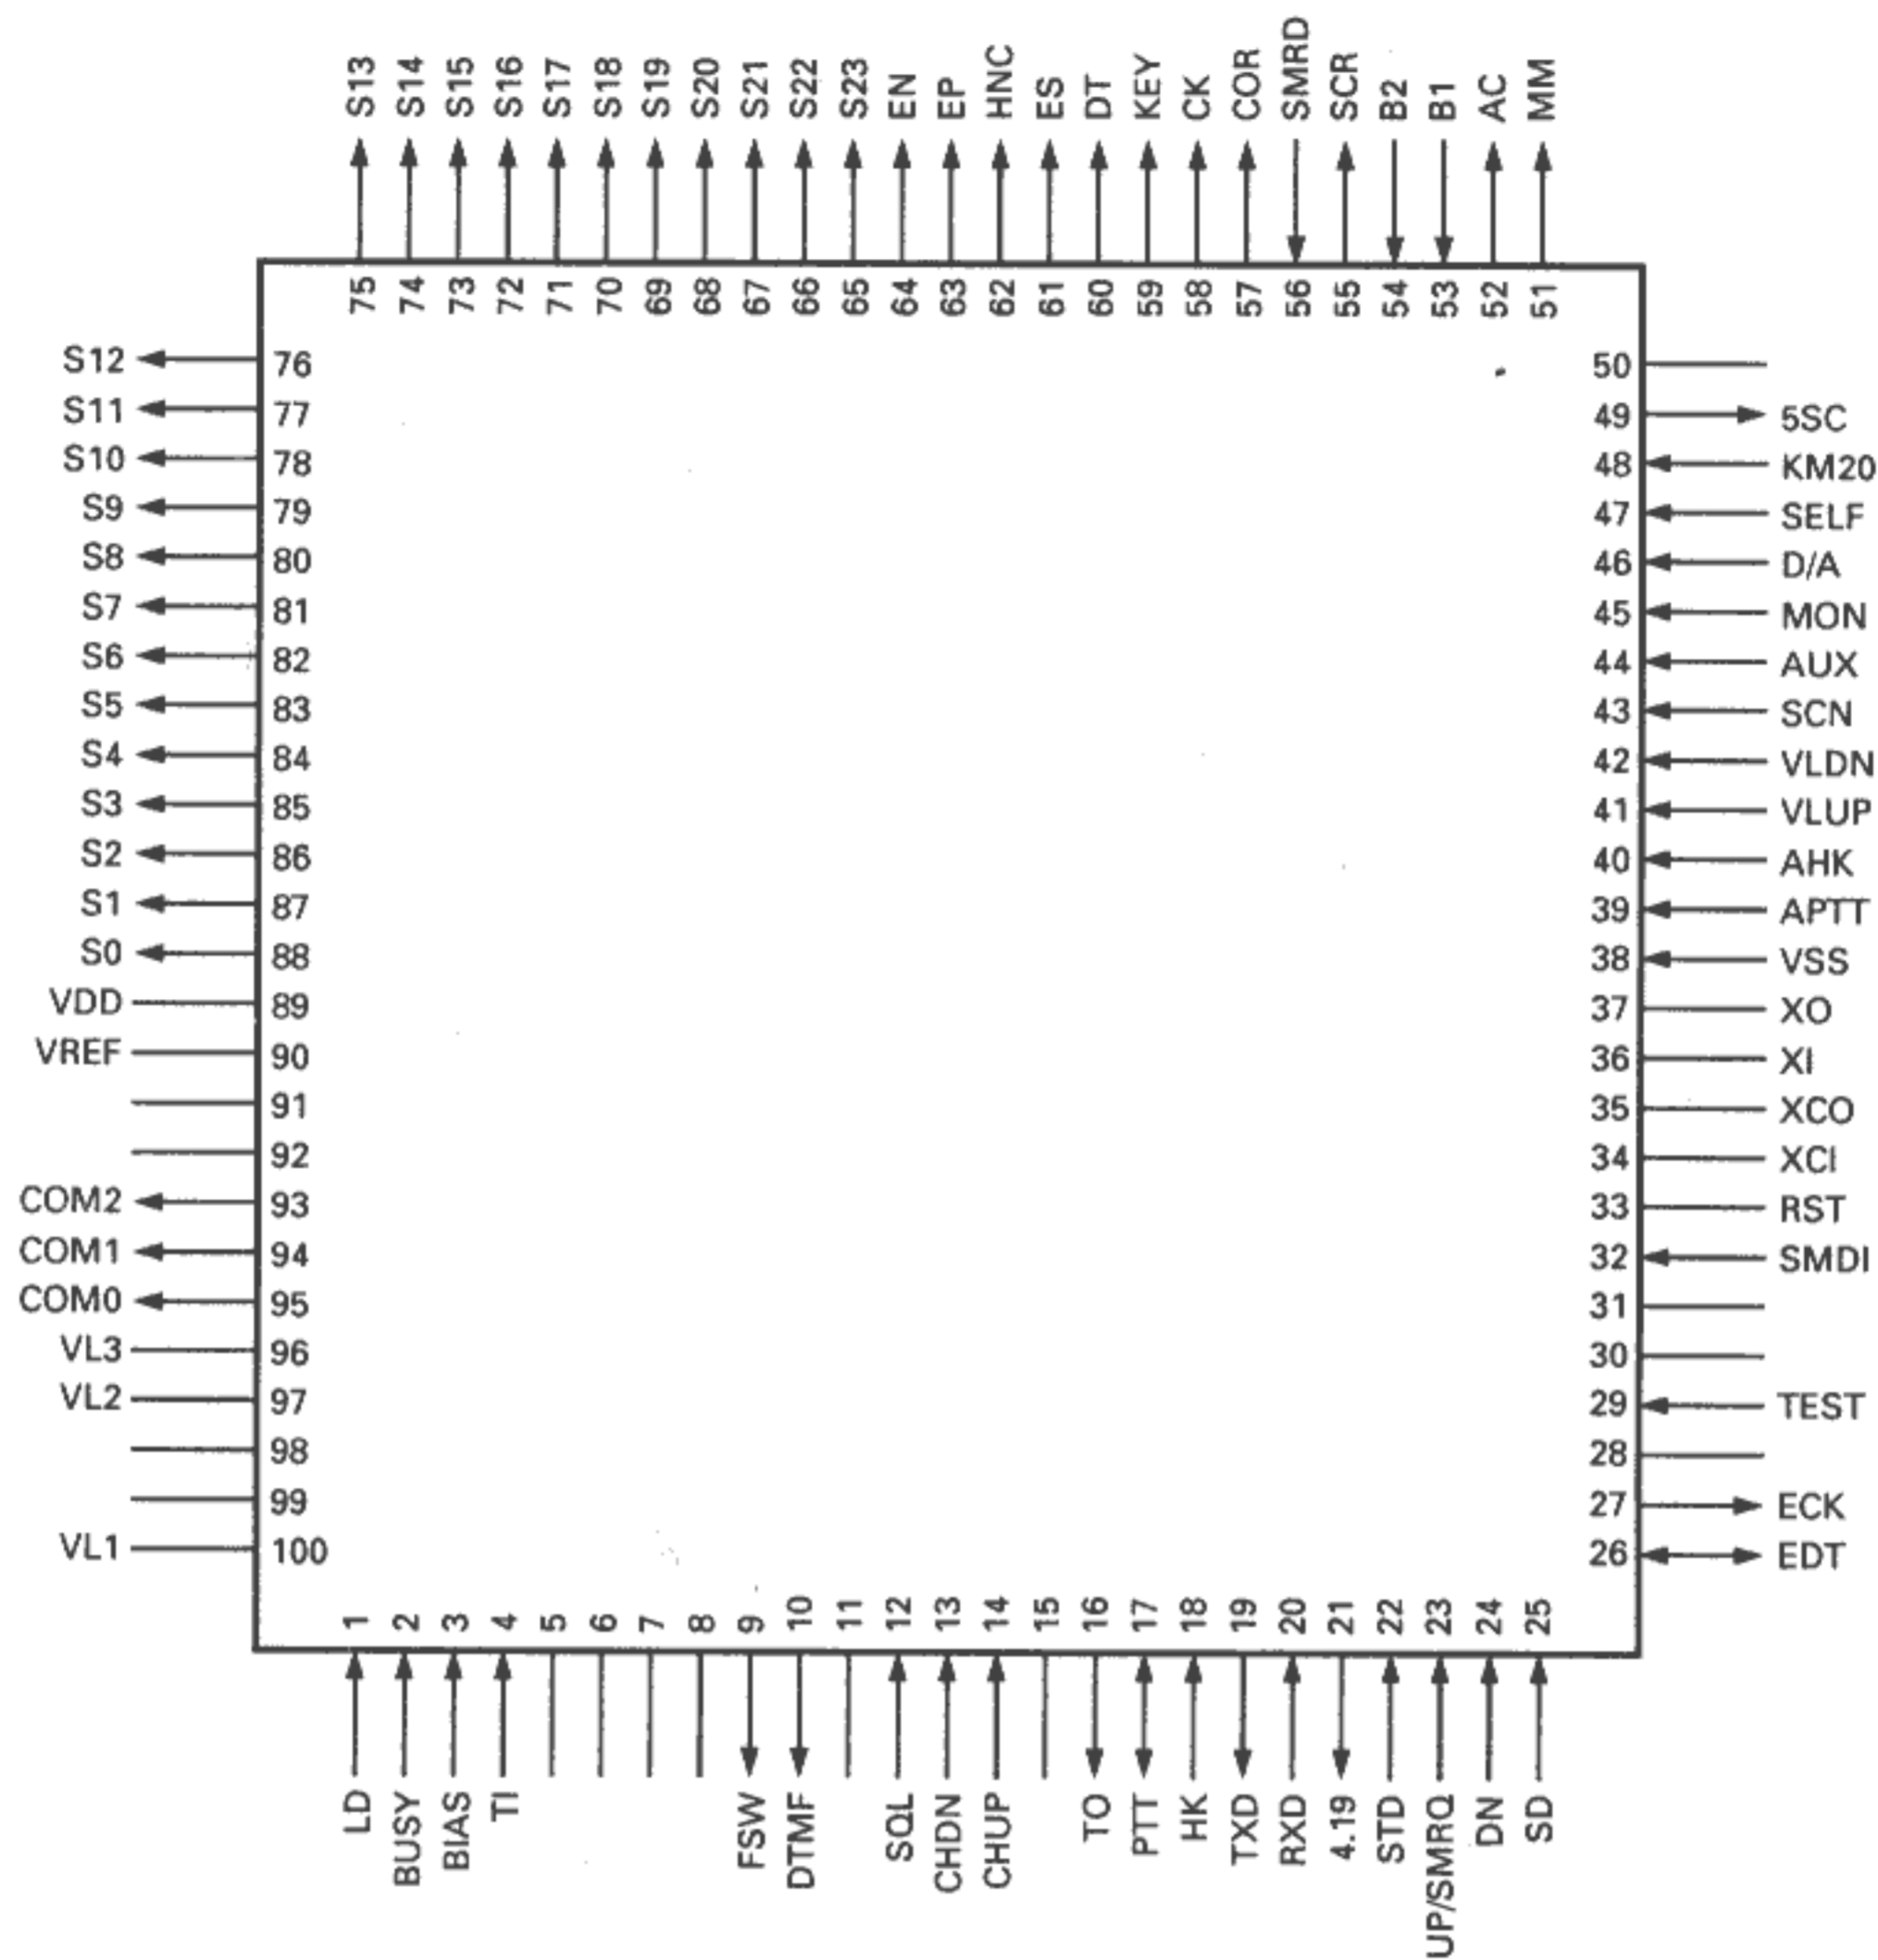 S13 S14 S15 S16 S17 S18 S19 S20 S21 S22 S23 EN EP HNC ES DT KEY CK COR SMRD SCR B2 B1 AC MM
75 74 73 72 71 70 69 68 67 66 65 64 63 62 61 60 59 58 57 56 55 54 53 52 51
S12 76 50
S11 77 49 5SC
S10 78 48 KM20
S9 79 47 SELF
S8 80 46 D/A
S7 81 45 MON
S6 82 44 AUX
S5 83 43 SCN
S4 84 42 VLDN
S3 85 41 VLUP
S2 86 40 AHK
S1 87 39 APTT
S0 88 38 VSS
VDD 89 37 XO
VREF 90 36 XI
91 35 XCO
92 34 XCI
COM2 93 33 RST
COM1 94 32 SMDI
COM0 95 31
VL3 96 30
VL2 97 29 TEST
98 28
99 27 ECK
VL1 100 26 EDT
1 2 3 4 5 6 7 8 9 10 11 12 13 14 15 16 17 18 19 20 21 22 23 24 25
LD BUSY BIAS TI FSW DTMF SQL CHDN CHUP TO PTT HK TXD RXD 4.19 STD UP/SMRQ DN SD